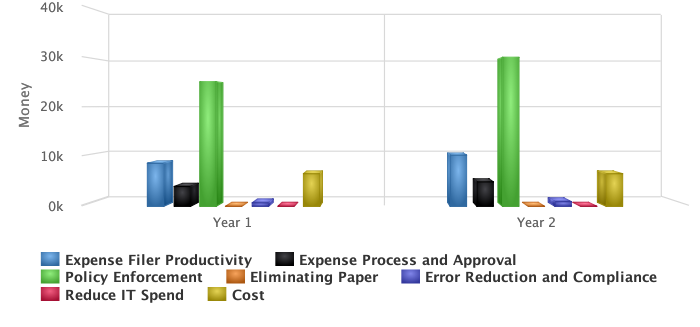 40k
30k
20k
10k
0k
Money
Year 1 Year 2
Expense Filer Productivity Expense Process and Approval
Policy Enforcement Eliminating Paper Error Reduction and Compliance
Reduce IT Spend Cost